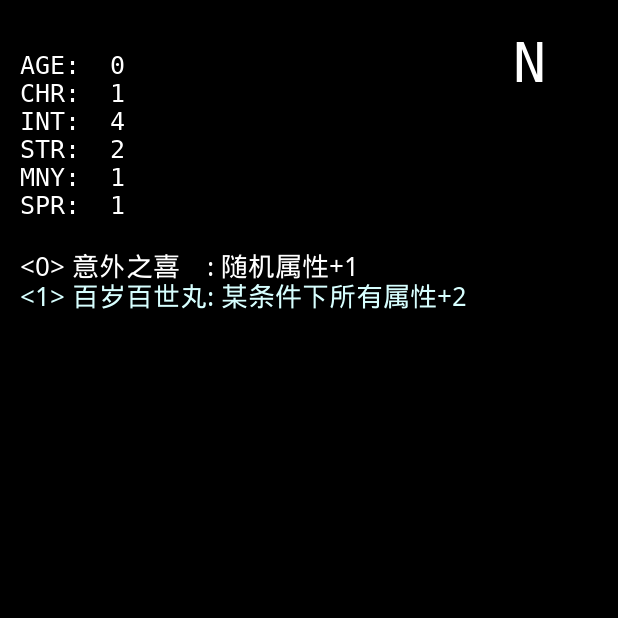 N
AGE: 0
CHR: 1
INT: 4
STR: 2
MNY: 1
SPR: 1
<0> 意外之喜 : 随机属性+1
<1> 百岁百世丸: 某条件下所有属性+2